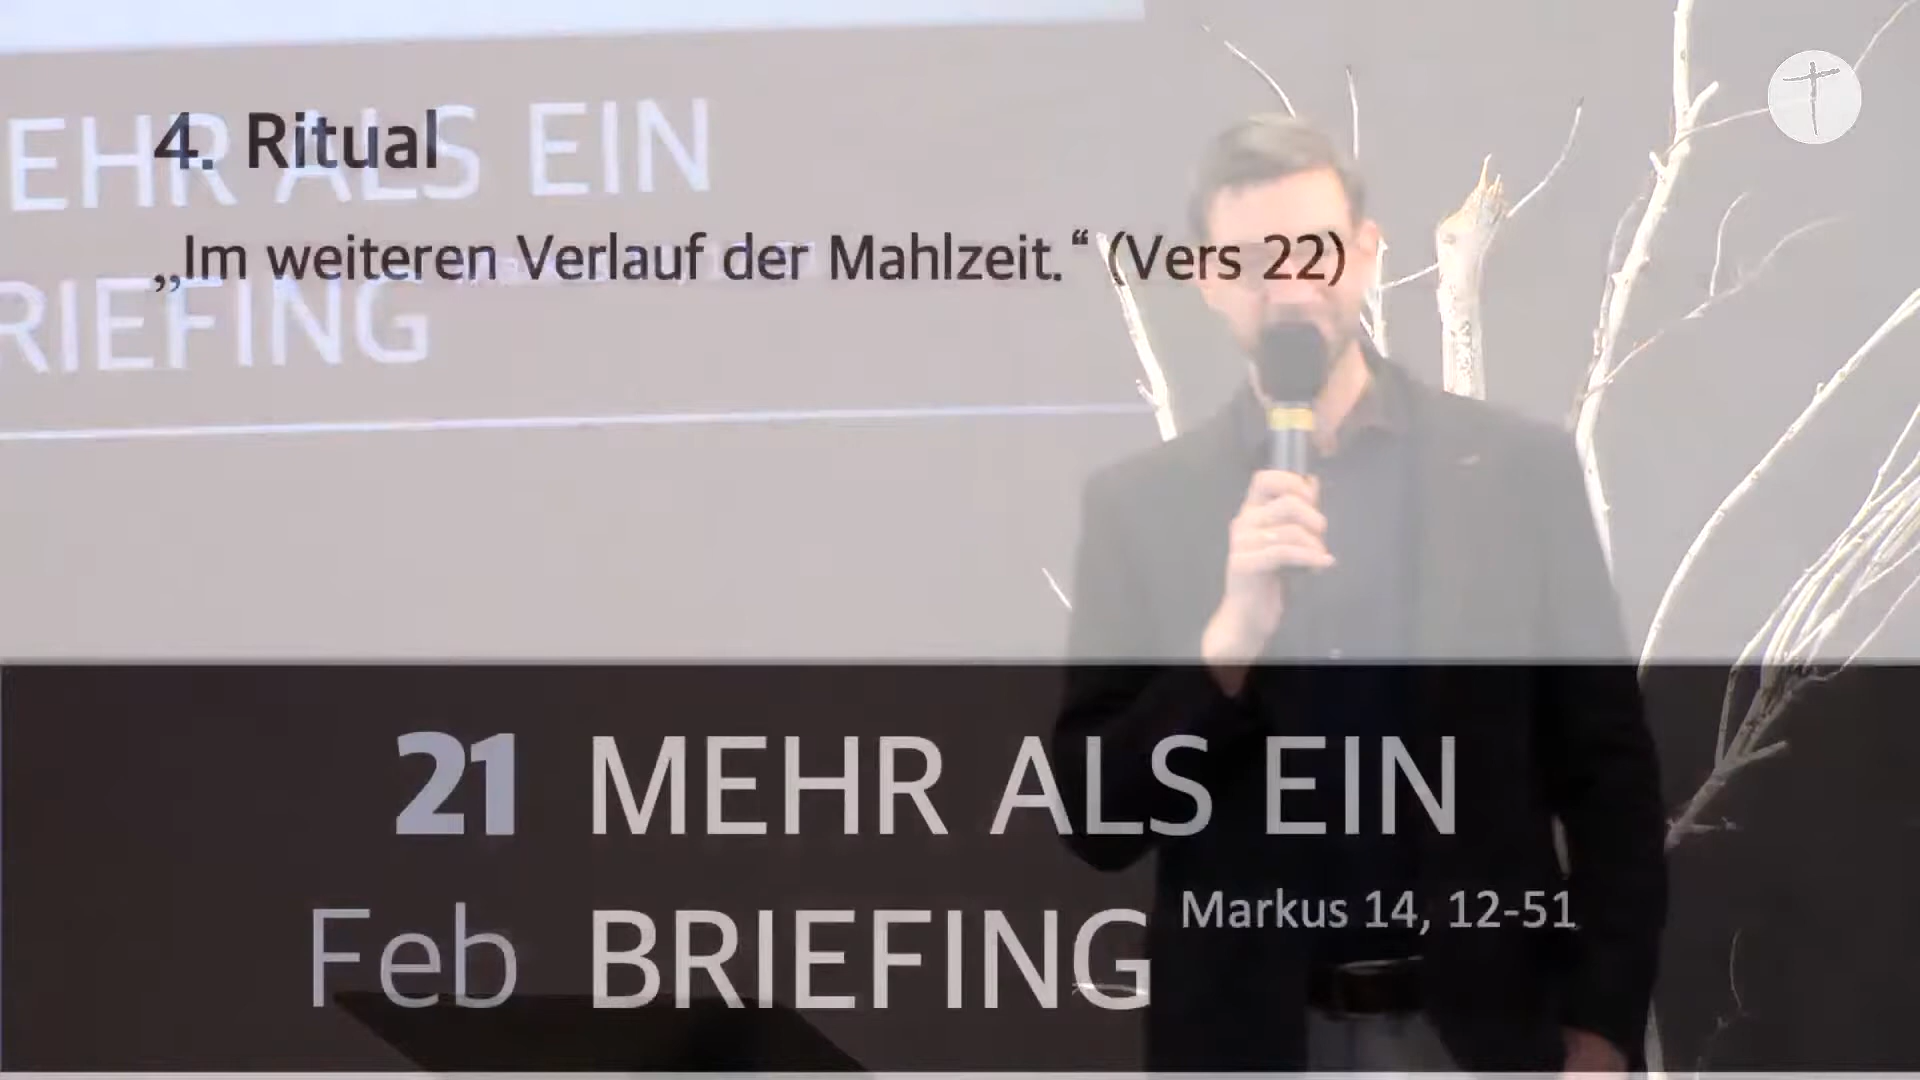 4. Ritual
„Im weiteren Verlauf der Mahlzeit.“ (Vers 22)
EHR ALS EIN
RIEFING
21 MEHR ALS EIN
Feb BRIEFING Markus 14, 12-51